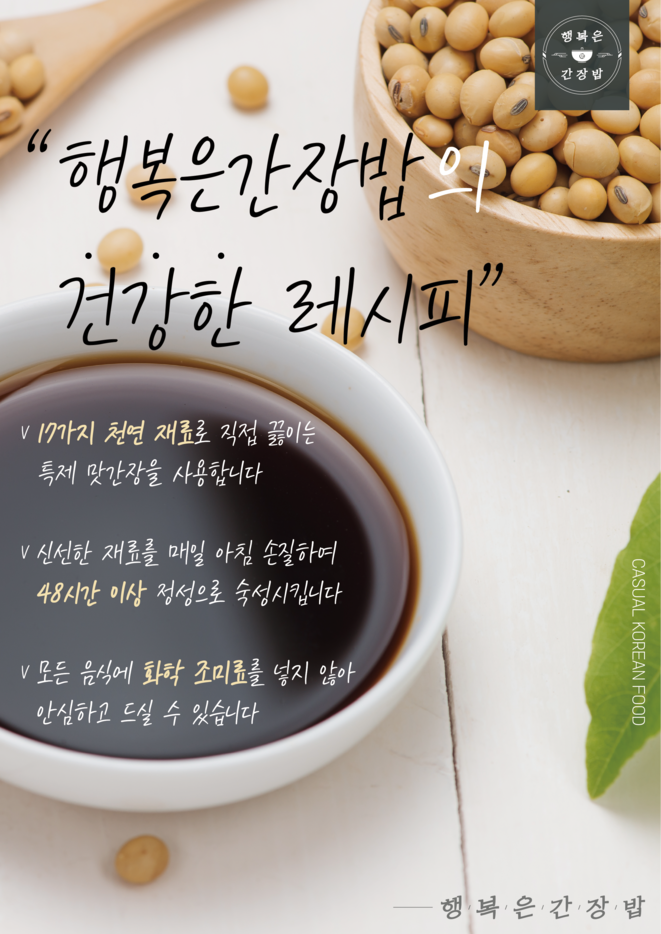 행복은
간장밥
“행복은간장밥의
건강한 레시피”
v 17가지 천연 재료로 직접 끓이는
특제 맛간장을 사용합니다
v 신선한 재료를 매일 아침 손질하여
48시간 이상 정성으로 숙성시킵니다
v 모든 음식에 화학 조미료를 넣지 않아
안심하고 드실 수 있습니다
CASUAL KOREAN FOOD
행·복·은·간·장·밥